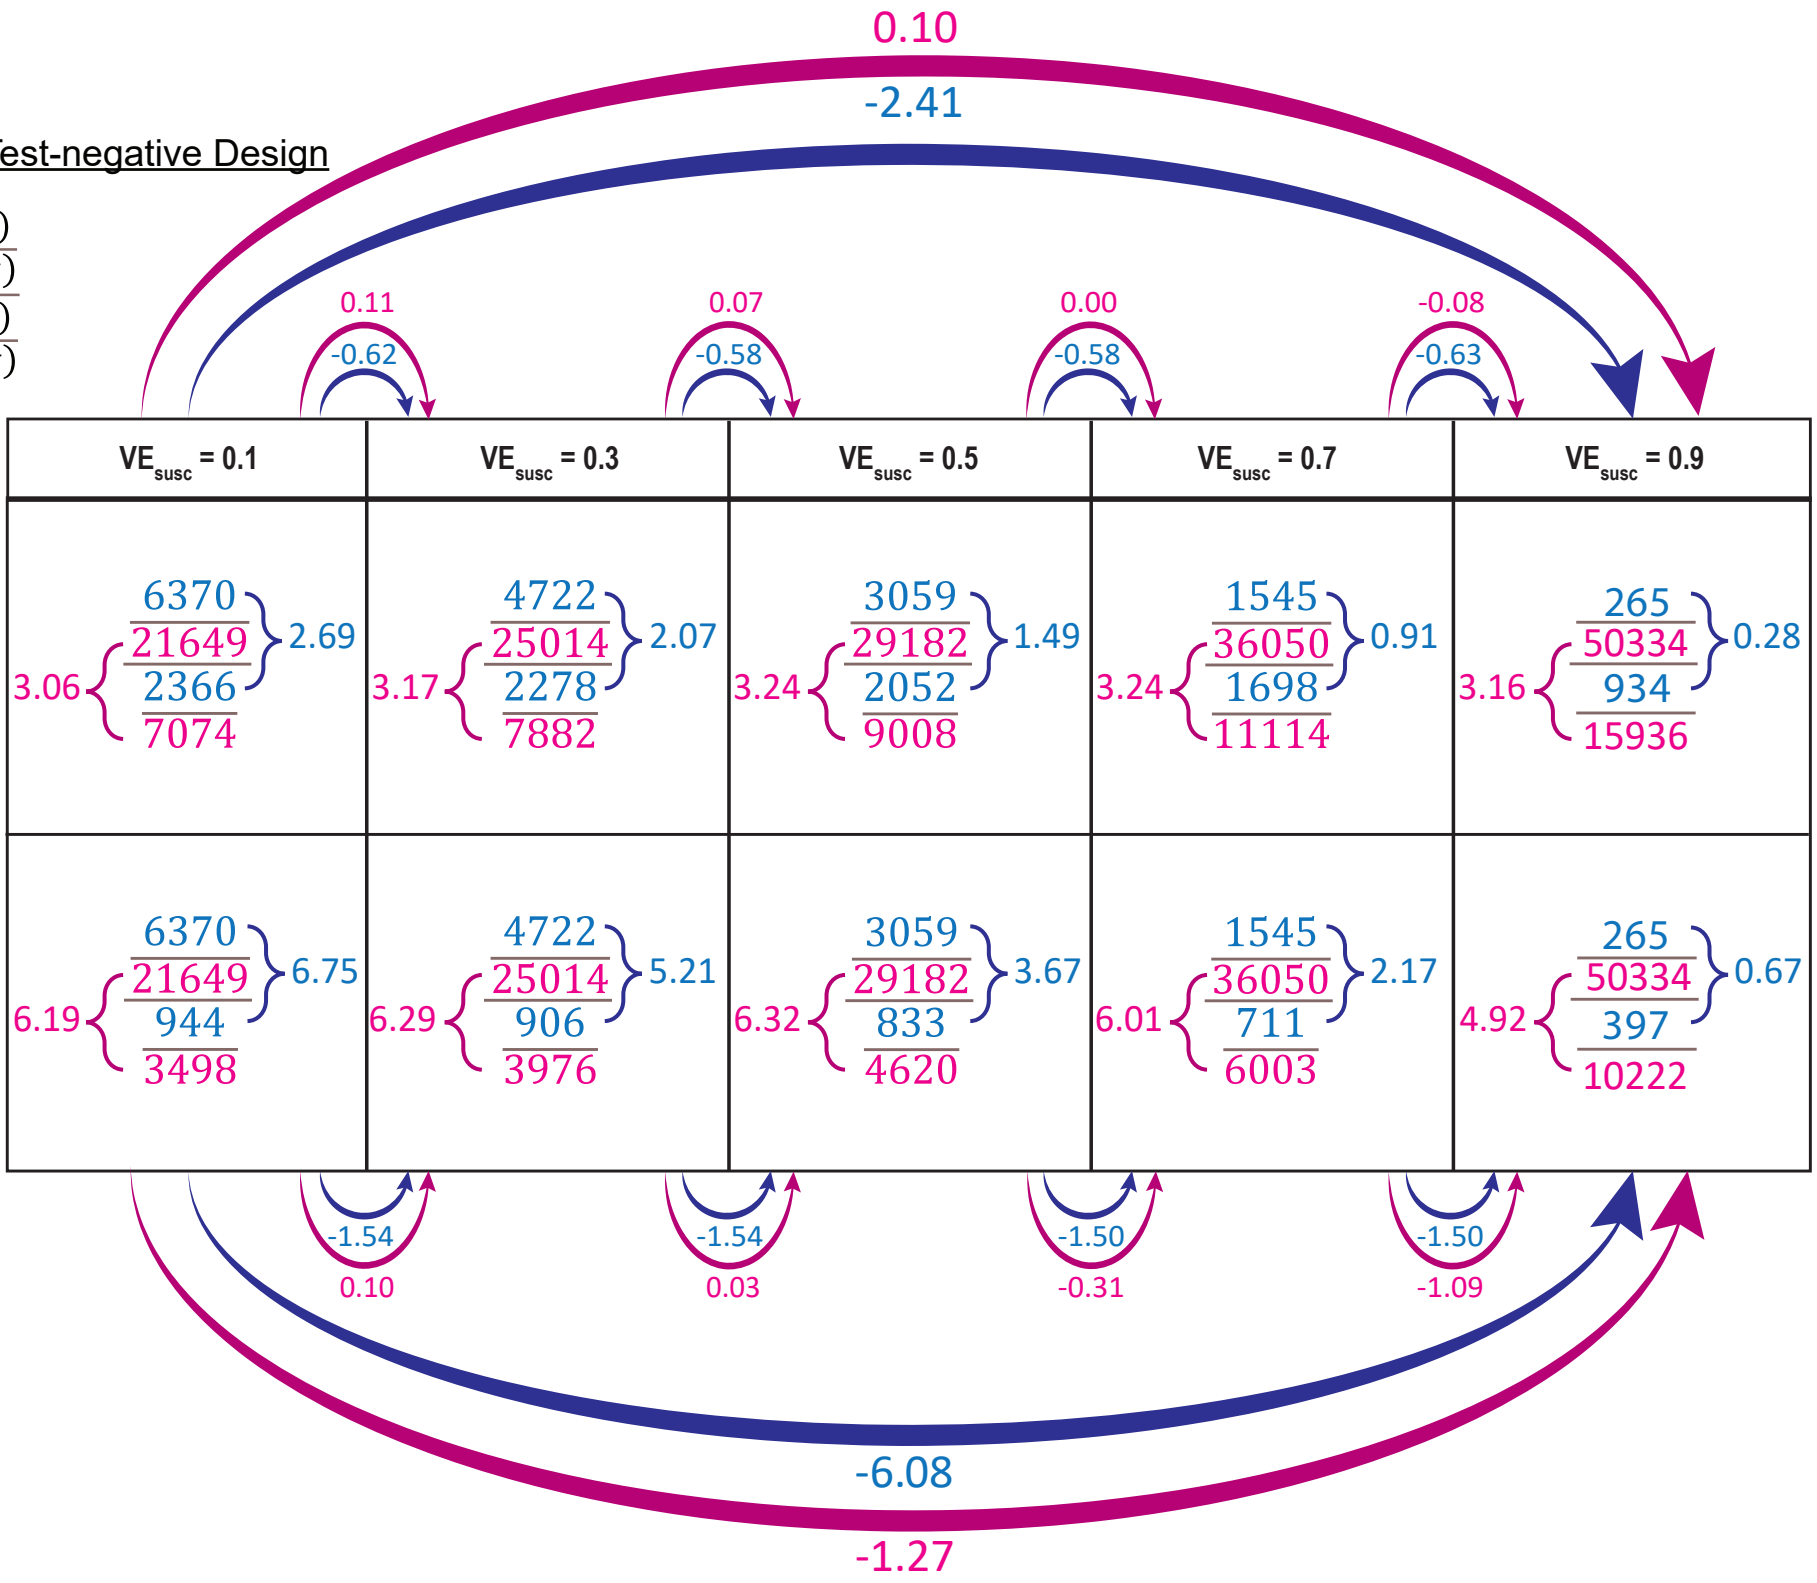 0.10
-2.41
Test-negative Design
)
)
)
)
0.11 0.07 0.00 -0.08
-0.62 -0.58 -0.58 -0.63
VEsusc = 0.1 VEsusc = 0.3 VEsusc = 0.5 VEsusc = 0.7 VEsusc = 0.9
6370 4722 3059 1545 265
21649 2.69 25014 2.07 29182 1.49 36050 0.91 50334 0.28
3.06 2366 3.17 2278 3.24 2052 3.24 1698 3.16 934
7074 7882 9008 11114 15936
6370 4722 3059 1545 265
21649 6.75 25014 5.21 29182 3.67 36050 2.17 50334 0.67
6.19 944 6.29 906 6.32 833 6.01 711 4.92 397
3498 3976 4620 6003 10222
-1.54 -1.54 -1.50 -1.50
0.10 0.03 -0.31 -1.09
-6.08
-1.27